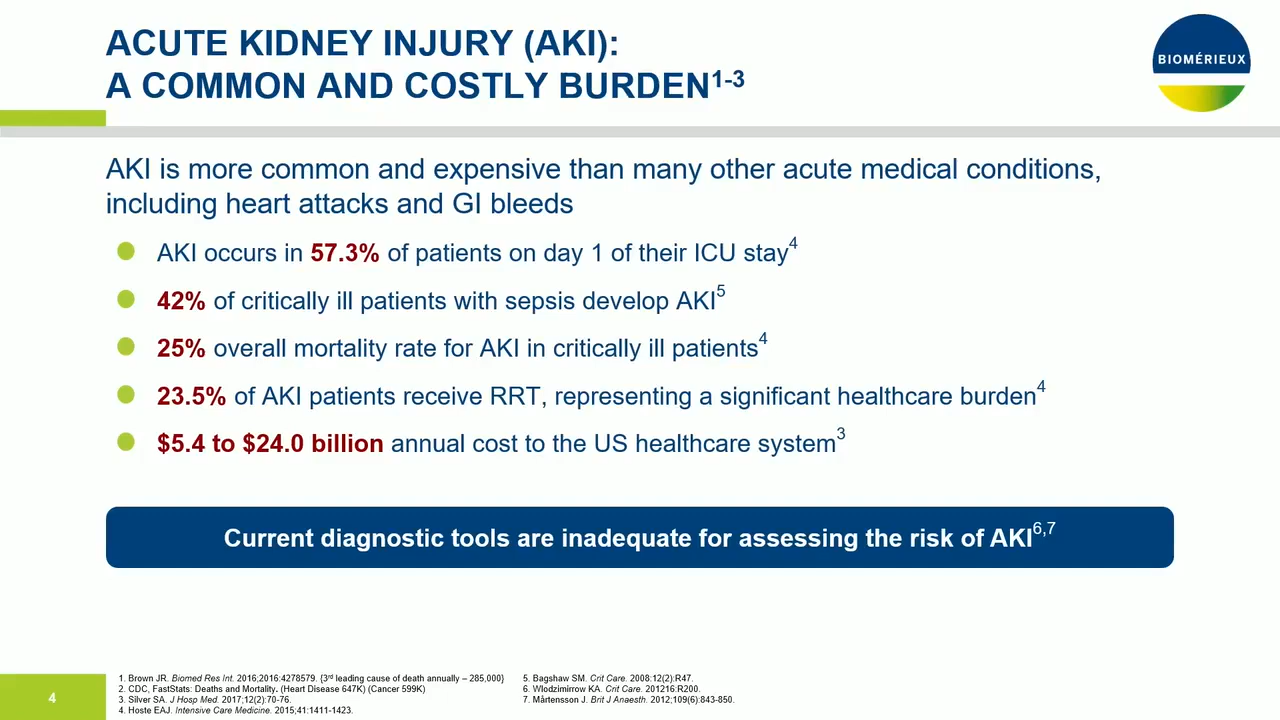 ACUTE KIDNEY INJURY (AKI):
A COMMON AND COSTLY BURDEN1-3
BIOMÉRIEUX
AKI is more common and expensive than many other acute medical conditions,
including heart attacks and GI bleeds
AKI occurs in 57.3% of patients on day 1 of their ICU stay4
42% of critically ill patients with sepsis develop AKI5
25% overall mortality rate for AKI in critically ill patients4
23.5% of AKI patients receive RRT, representing a significant healthcare burden4
$5.4 to $24.0 billion annual cost to the US healthcare system3
Current diagnostic tools are inadequate for assessing the risk of AKI6,7
4
1. Brown JR. Biomed Res Int. 2016;2016:4278579. {3rd leading cause of death annually – 285,000}
2. CDC, FastStats: Deaths and Mortality. (Heart Disease 647K) (Cancer 599K)
3. Silver SA. J Hosp Med. 2017;12(2):70-76.
4. Hoste EAJ. Intensive Care Medicine. 2015;41:1411-1423.
5. Bagshaw SM. Crit Care. 2008:12(2):R47.
6. Wlodzimirrow KA. Crit Care. 201216:R200.
7. Mårtensson J. Brit J Anaesth. 2012;109(6):843-850.